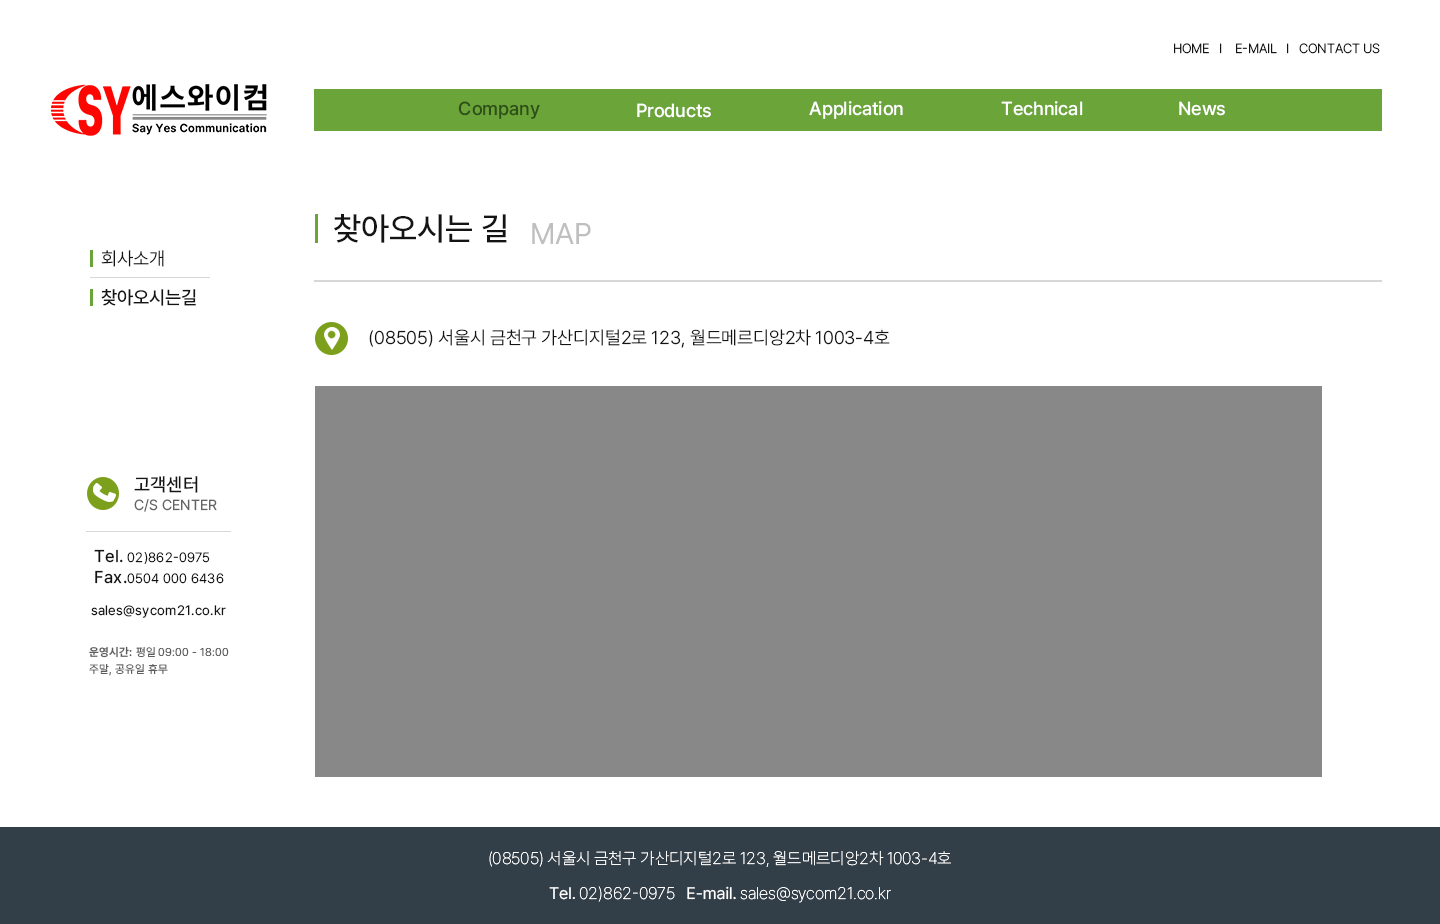 HOME I E-MAIL I CONTACT US
SY에스와이컴
Say Yes Communication
Company Products Application Technical News
찾아오시는 길 MAP
회사소개
찾아오시는길
(08505) 서울시 금천구 가산디지털2로 123, 월드메르디앙2차 1003-4호
고객센터
C/S CENTER
Tel. 02)862-0975
Fax.0504 000 6436
sales@sycom21.co.kr
운영시간: 평일 09:00 - 18:00
주말, 공유일 휴무
(08505) 서울시 금천구 가산디지털2로 123, 월드메르디앙2차 1003-4호
Tel. 02)862-0975 E-mail. sales@sycom21.co.kr